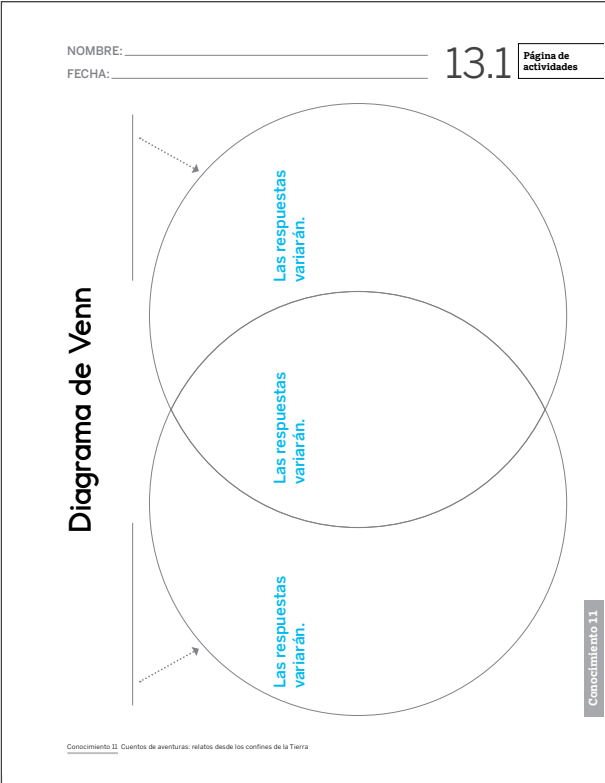 NOMBRE:
FECHA:
13.1
Página de
actividades
Diagrama de Venn
Las respuestas
variarán.
Las respuestas
variarán.
Las respuestas
variarán.
Conocimiento 11
Conocimiento 11 Cuentos de aventuras: relatos desde los confines de la Tierra